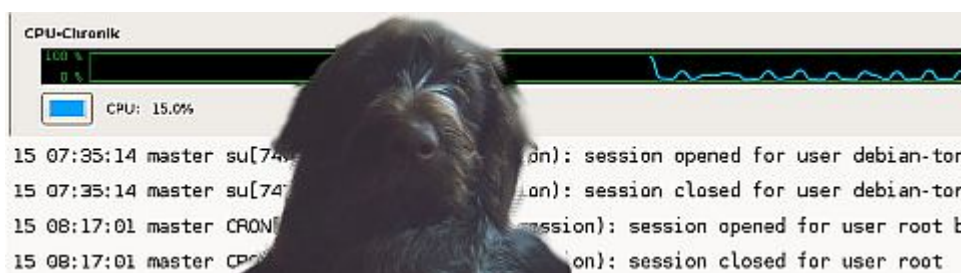 CPU-Chronik
100 %
0 %
CPU: 15.0%
15 07:35:14 master su[74 on): session opened for user debian-tor
15 07:35:14 master su[74 on): session closed for user debian-tor
15 08:17:01 master CRON ssion): session opened for user root b
15 08:17:01 master on): session closed for user root